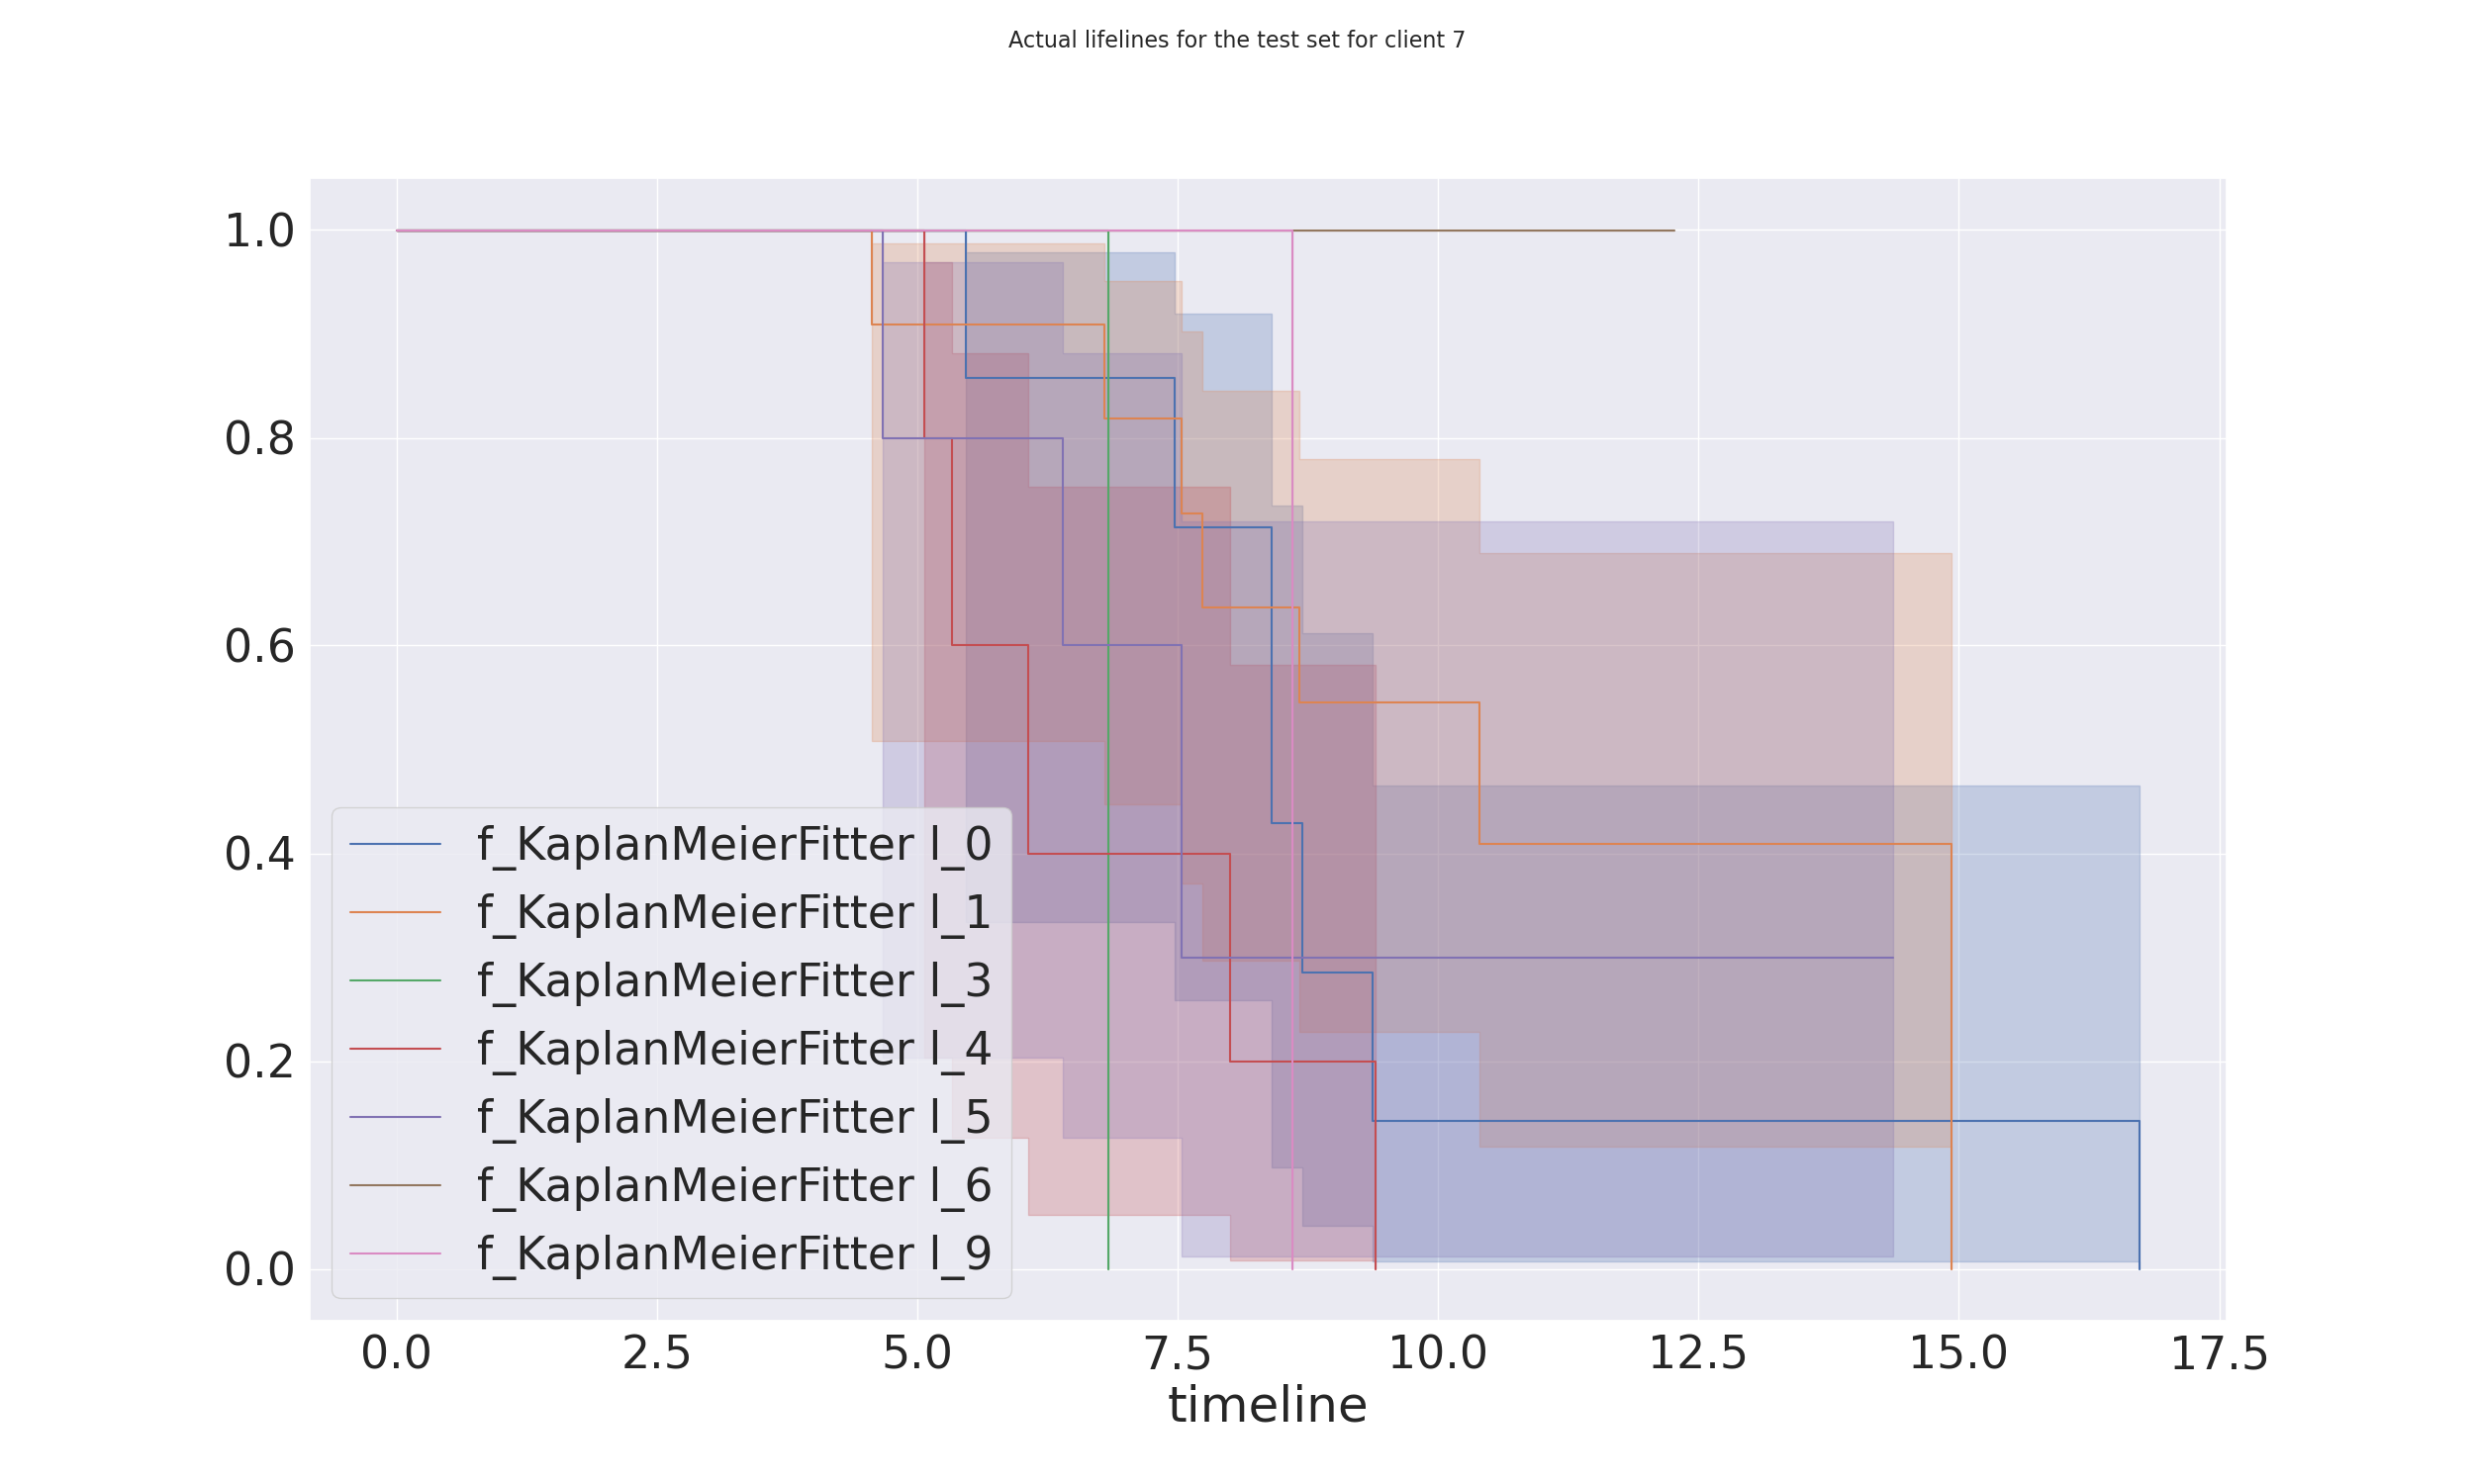 Actual lifelines for the test set for client 7
1.0
0.8
0.6
0.4
0.2
0.0
f_KaplanMeierFitter l_0
f_KaplanMeierFitter l_1
f_KaplanMeierFitter l_3
f_KaplanMeierFitter l_4
f_KaplanMeierFitter l_5
f_KaplanMeierFitter l_6
f_KaplanMeierFitter l_9
0.0 2.5 5.0 7.5 10.0 12.5 15.0 17.5
timeline